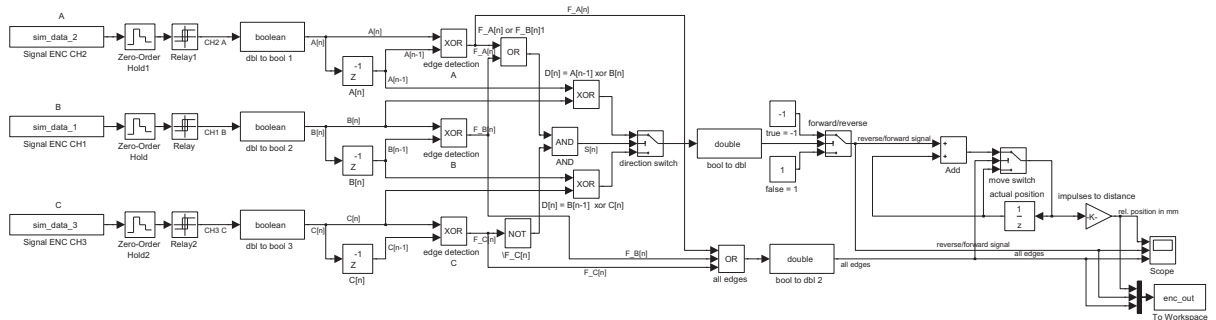 A
sim_data_2
Signal ENC CH2
Zero-Order
Hold1
Relay1
CH2 A
boolean
dbl to bool 1
A[n]
A[n]
-1
Z
A[n]
A[n-1]
A[n-1]
XOR
edge detection
A
F_A[n]
F_A[n]
F_A[n] or F_B[n]1
OR
D[n] = A[n-1] xor B[n]
XOR
B
sim_data_1
Signal ENC CH1
Zero-Order
Hold
Relay
CH1 B
boolean
dbl to bool 2
B[n]
B[n]
-1
Z
B[n]
B[n-1]
XOR
edge detection
B
F_B[n]
AND
AND
S[n]
XOR
D[n] = B[n-1] xor C[n]
direction switch
double
bool to dbl
-1
true = -1
1
false = 1
forward/reverse
reverse/forward signal
+
+
Add
move switch
actual position
1
z
impulses to distance
-K-
rel. position in mm
C
sim_data_3
Signal ENC CH3
Zero-Order
Hold2
Relay2
CH3 C
boolean
dbl to bool 3
C[n]
C[n]
-1
Z
C[n]
C[n-1]
XOR
edge detection
C
F_C[n]
NOT
\F_C[n]
F_B[n]
F_C[n]
OR
all edges
double
bool to dbl 2
all edges
reverse/forward signal
all edges
Scope
enc_out
To Workspace